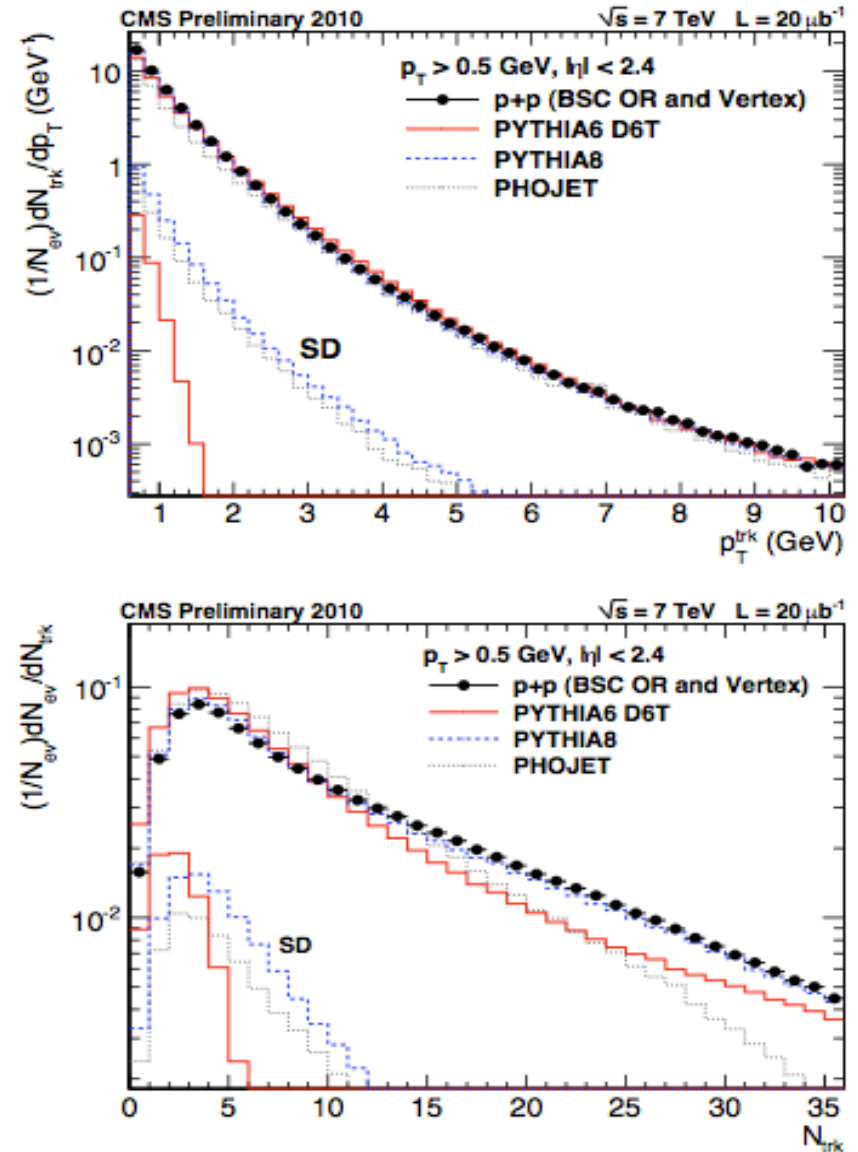 CMS Preliminary 2010 √s = 7 TeV L = 20 μb⁻¹
(1/N_ev)dN_trk/dp_T (GeV⁻)
p_T > 0.5 GeV, |η| < 2.4
p+p (BSC OR and Vertex)
PYTHIA6 D6T
PYTHIA8
PHOJET
SD
10
1
10⁻¹
10⁻²
10⁻³
1 2 3 4 5 6 7 8 9 10
p_T^trk (GeV)
CMS Preliminary 2010 √s = 7 TeV L = 20 μb⁻¹
(1/N_ev)dN_ev/dN_trk
p_T > 0.5 GeV, |η| < 2.4
p+p (BSC OR and Vertex)
PYTHIA6 D6T
PYTHIA8
PHOJET
SD
10⁻¹
10⁻²
0 5 10 15 20 25 30 35
N_trk